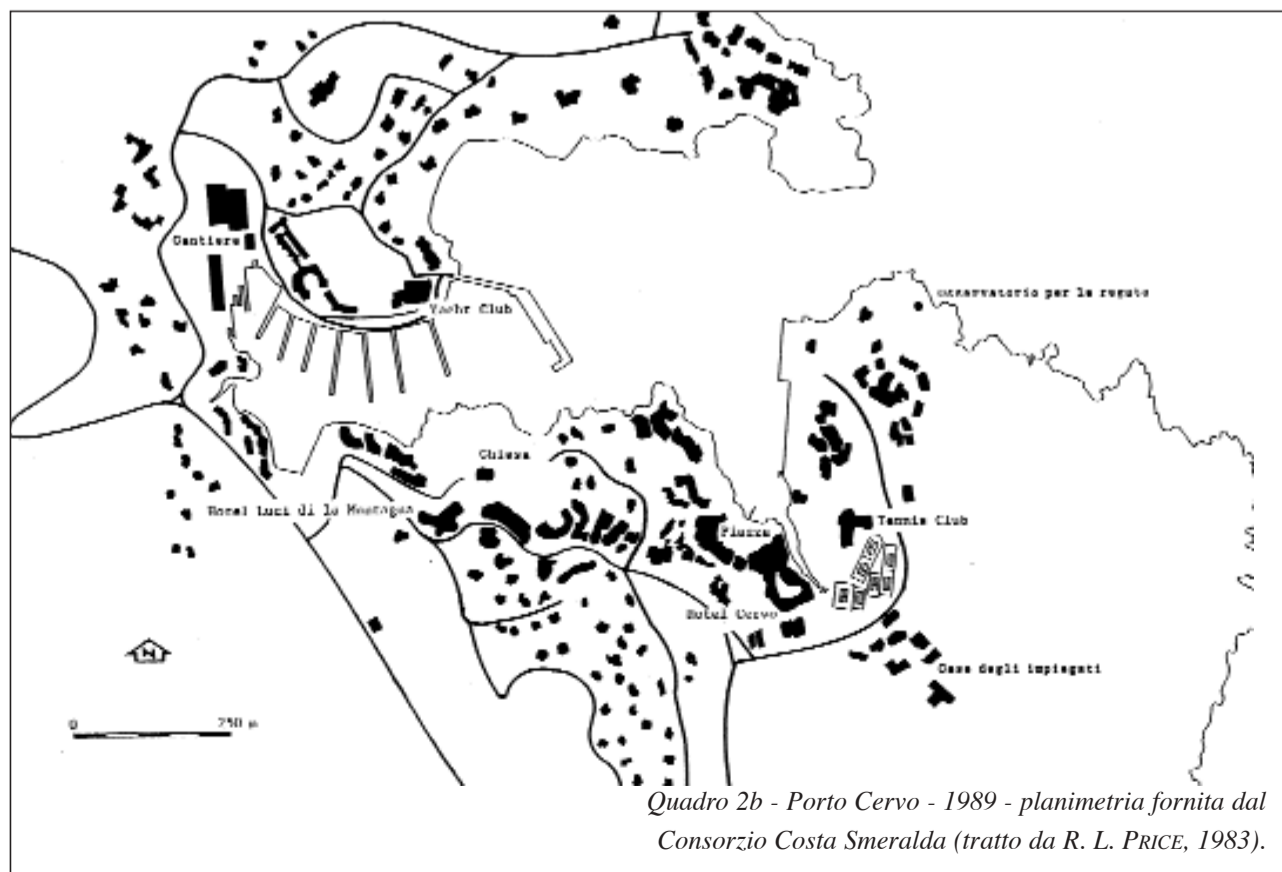 Cantiere
Yacht Club
osservatorio per le regate
Chiesa
Hotel Luci di la Montagna
Piazza
Tennis Club
Hotel Cervo
Case degli impiegati
N
0 250 m
Quadro 2b - Porto Cervo - 1989 - planimetria fornita dal
Consorzio Costa Smeralda (tratto da R. L. PRICE, 1983).